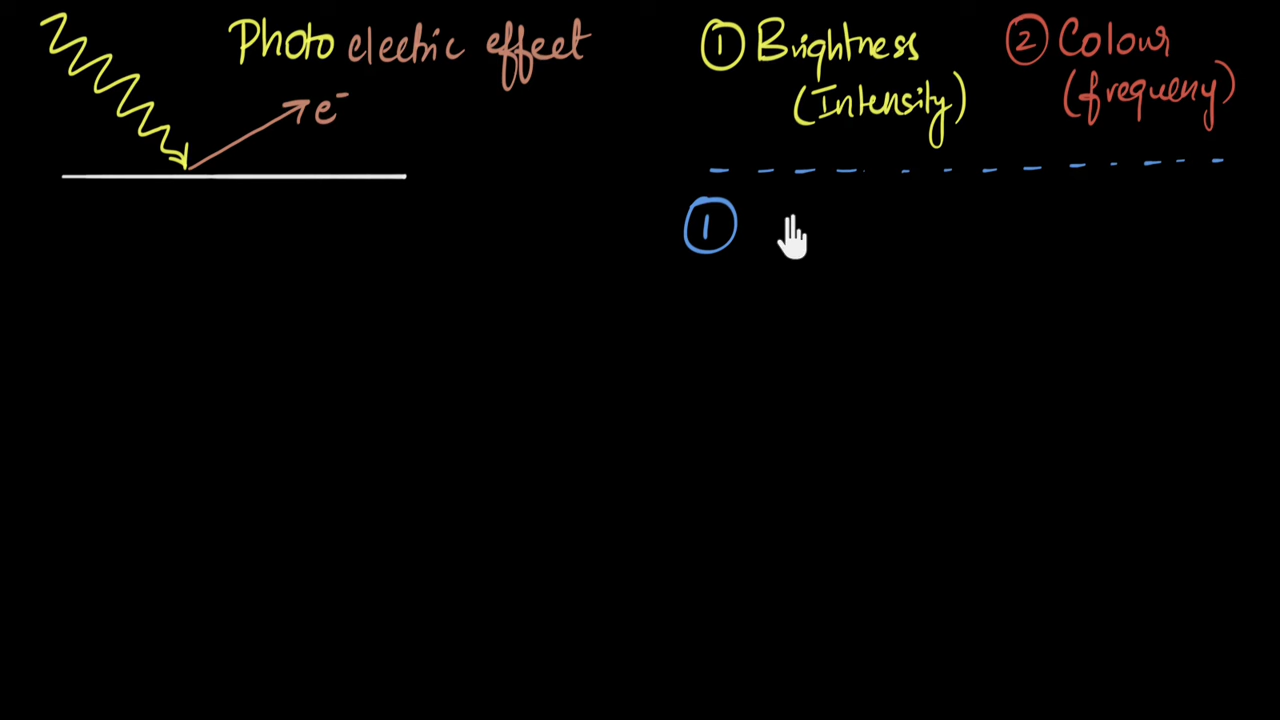 Photo electric effect
e⁻
① Brightness
(Intensity)
② Colour
(frequeny)
①